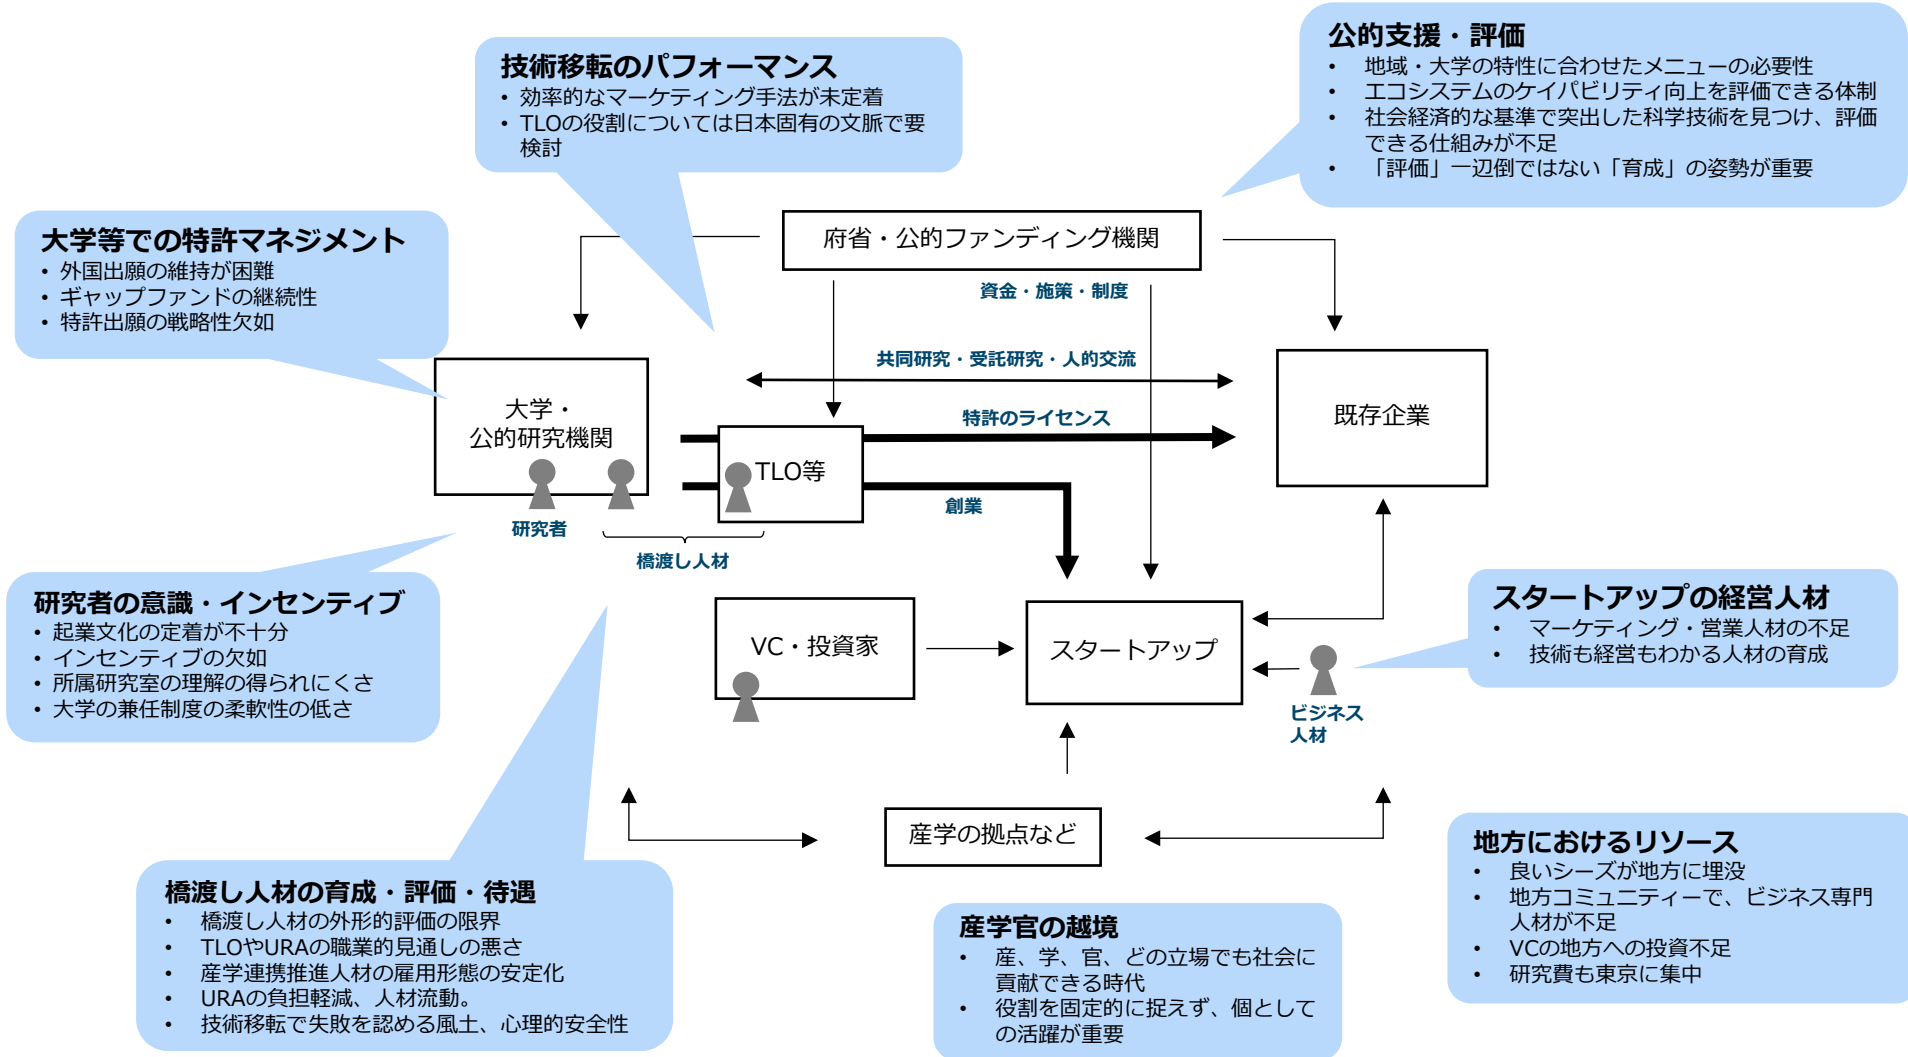 公的支援・評価
• 地域・大学の特性に合わせたメニューの必要性
• エコシステムのケイパビリティ向上を評価できる体制
• 社会経済的な基準で突出した科学技術を見つけ、評価
できる仕組みが不足
• 「評価」一辺倒ではない「育成」の姿勢が重要
技術移転のパフォーマンス
• 効率的なマーケティング手法が未定着
• TLOの役割については日本固有の文脈で要
検討
大学等での特許マネジメント
• 外国出願の維持が困難
• ギャップファンドの継続性
• 特許出願の戦略性欠如
府省・公的ファンディング機関
資金・施策・制度
共同研究・受託研究・人的交流
大学・
公的研究機関
特許のライセンス
既存企業
TLO等
創業
研究者
橋渡し人材
研究者の意識・インセンティブ
• 起業文化の定着が不十分
• インセンティブの欠如
• 所属研究室の理解の得られにくさ
• 大学の兼任制度の柔軟性の低さ
VC・投資家
スタートアップ
ビジネス
人材
スタートアップの経営人材
• マーケティング・営業人材の不足
• 技術も経営もわかる人材の育成
産学の拠点など
橋渡し人材の育成・評価・待遇
• 橋渡し人材の外形的評価の限界
• TLOやURAの職業的見通しの悪さ
• 産学連携推進人材の雇用形態の安定化
• URAの負担軽減、人材流動。
• 技術移転で失敗を認める風土、心理的安全性
産学官の越境
• 産、学、官、どの立場でも社会に
貢献できる時代
• 役割を固定的に捉えず、個として
の活躍が重要
地方におけるリソース
• 良いシーズが地方に埋没
• 地方コミュニティーで、ビジネス専門
人材が不足
• VCの地方への投資不足
• 研究費も東京に集中